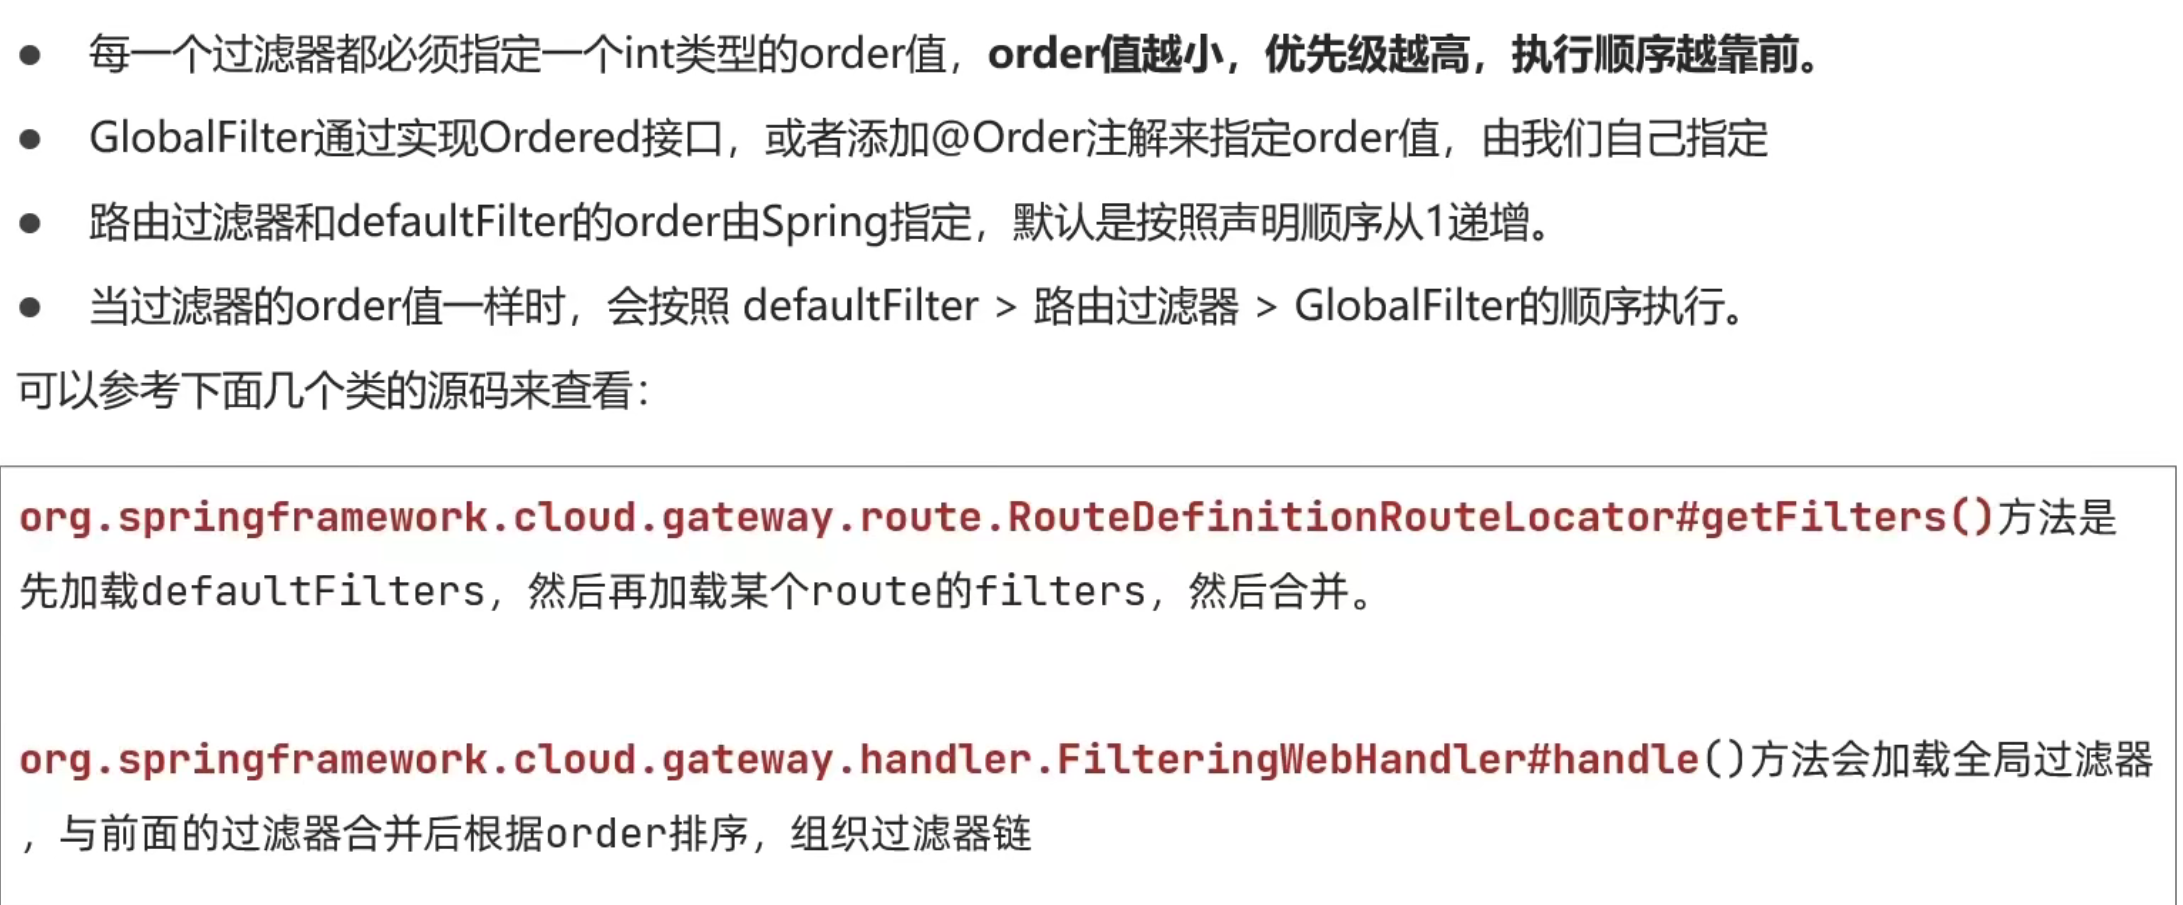 ● 每一个过滤器都必须指定一个int类型的order值，order值越小，优先级越高，执行顺序越靠前。
● GlobalFilter通过实现Ordered接口，或者添加@Order注解来指定order值，由我们自己指定
● 路由过滤器和defaultFilter的order由Spring指定，默认是按照声明顺序从1递增。
● 当过滤器的order值一样时，会按照 defaultFilter > 路由过滤器 > GlobalFilter的顺序执行。
可以参考下面几个类的源码来查看：
org.springframework.cloud.gateway.route.RouteDefinitionRouteLocator#getFilters()方法是
先加载defaultFilters，然后再加载某个route的filters，然后合并。
org.springframework.cloud.gateway.handler.FilteringWebHandler#handle()方法会加载全局过滤器
，与前面的过滤器合并后根据order排序，组织过滤器链